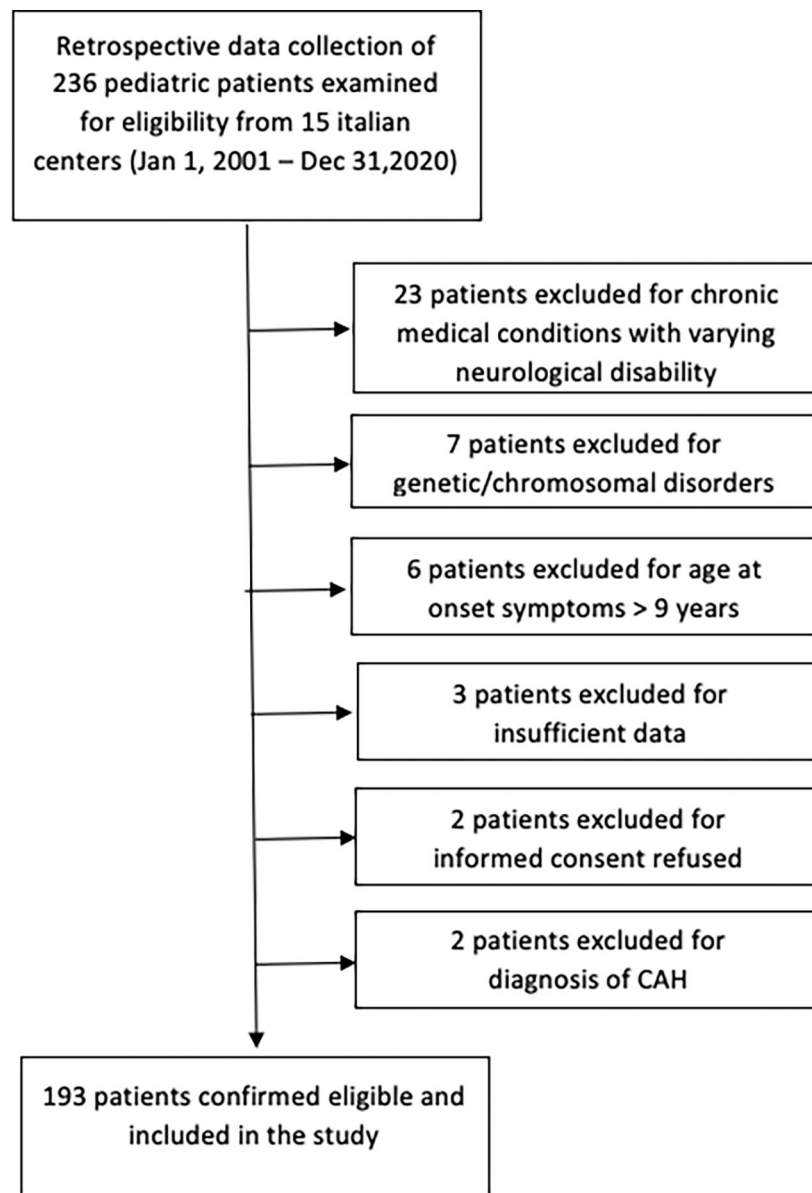 Retrospective data collection of
236 pediatric patients examined
for eligibility from 15 italian
centers (Jan 1, 2001 – Dec 31,2020)
23 patients excluded for chronic
medical conditions with varying
neurological disability
7 patients excluded for
genetic/chromosomal disorders
6 patients excluded for age at
onset symptoms > 9 years
3 patients excluded for
insufficient data
2 patients excluded for
informed consent refused
2 patients excluded for
diagnosis of CAH
193 patients confirmed eligible and
included in the study